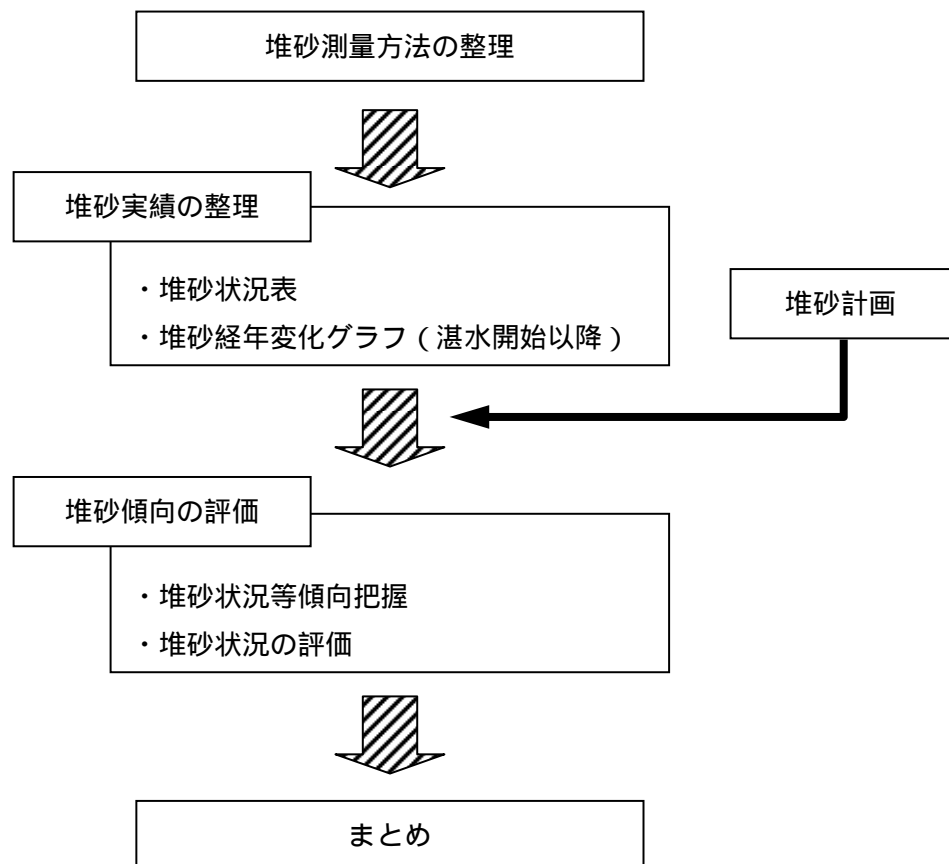 堆砂測量方法の整理
堆砂実績の整理
・堆砂状況表
・堆砂経年変化グラフ(湛水開始以降)
堆砂計画
堆砂傾向の評価
・堆砂状況等傾向把握
・堆砂状況の評価
まとめ